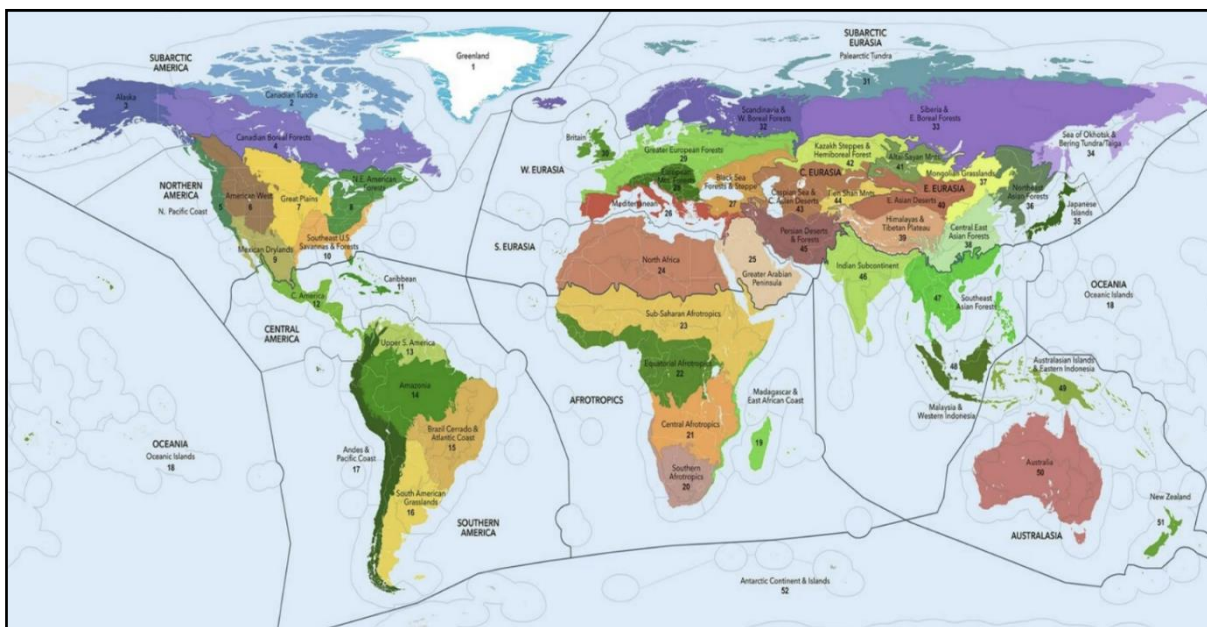 SUBARCTIC
AMERICA
Greenland
1
Canadian Tundra
2
Alaska
3
Canadian Boreal Forests
4
NORTHERN
AMERICA
N. Pacific Coast
5
American West
6
Great Plains
7
N.E. American
Forests
8
Mexican Drylands
9
Southeast U.S.
Savannas & Forests
10
Caribbean
11
C. America
12
CENTRAL
AMERICA
Upper S. America
13
Amazonia
14
Brazil Cerrado &
Atlantic Coast
15
South American
Grasslands
16
Andes &
Pacific Coast
17
SOUTHERN
AMERICA
OCEANIA
Oceanic Islands
18
SUBARCTIC
EURASIA
Palearctic Tundra
31
Scandinavia &
W. Boreal Forests
32
Siberia &
E. Boreal Forests
33
Sea of Okhotsk &
Bering Tundra/Taiga
34
Britain
30
W. EURASIA
Greater European Forests
29
European
Mtn. Forests
28
Black Sea
Forests & Steppe
27
Mediterranean
26
Kazakh Steppes &
Hemiboreal Forest
42
Altai-Sayan Mnts
41
Mongolian Grasslands
37
Northeast
Asian Forests
36
Japanese
Islands
35
C. EURASIA
Caspian Sea &
C. Asian Deserts
43
Tian Shan Mnts
44
E. EURASIA
E. Asian Deserts
40
Himalayas &
Tibetan Plateau
39
Central East
Asian Forests
38
Persian Deserts
& Forests
45
S. EURASIA
North Africa
24
25
Greater Arabian
Peninsula
Indian Subcontinent
46
47
Southeast
Asian Forests
OCEANIA
Oceanic Islands
18
Sub-Saharan Afrotropics
23
Equatorial Afrotropics
22
AFROTROPICS
Central Afrotropics
21
Southern
Afrotropics
20
Madagascar &
East African Coast
19
48
Malaysia &
Western Indonesia
Australasian Islands
& Eastern Indonesia
49
Australia
50
AUSTRALASIA
New Zealand
51
Antarctic Continent & Islands
52